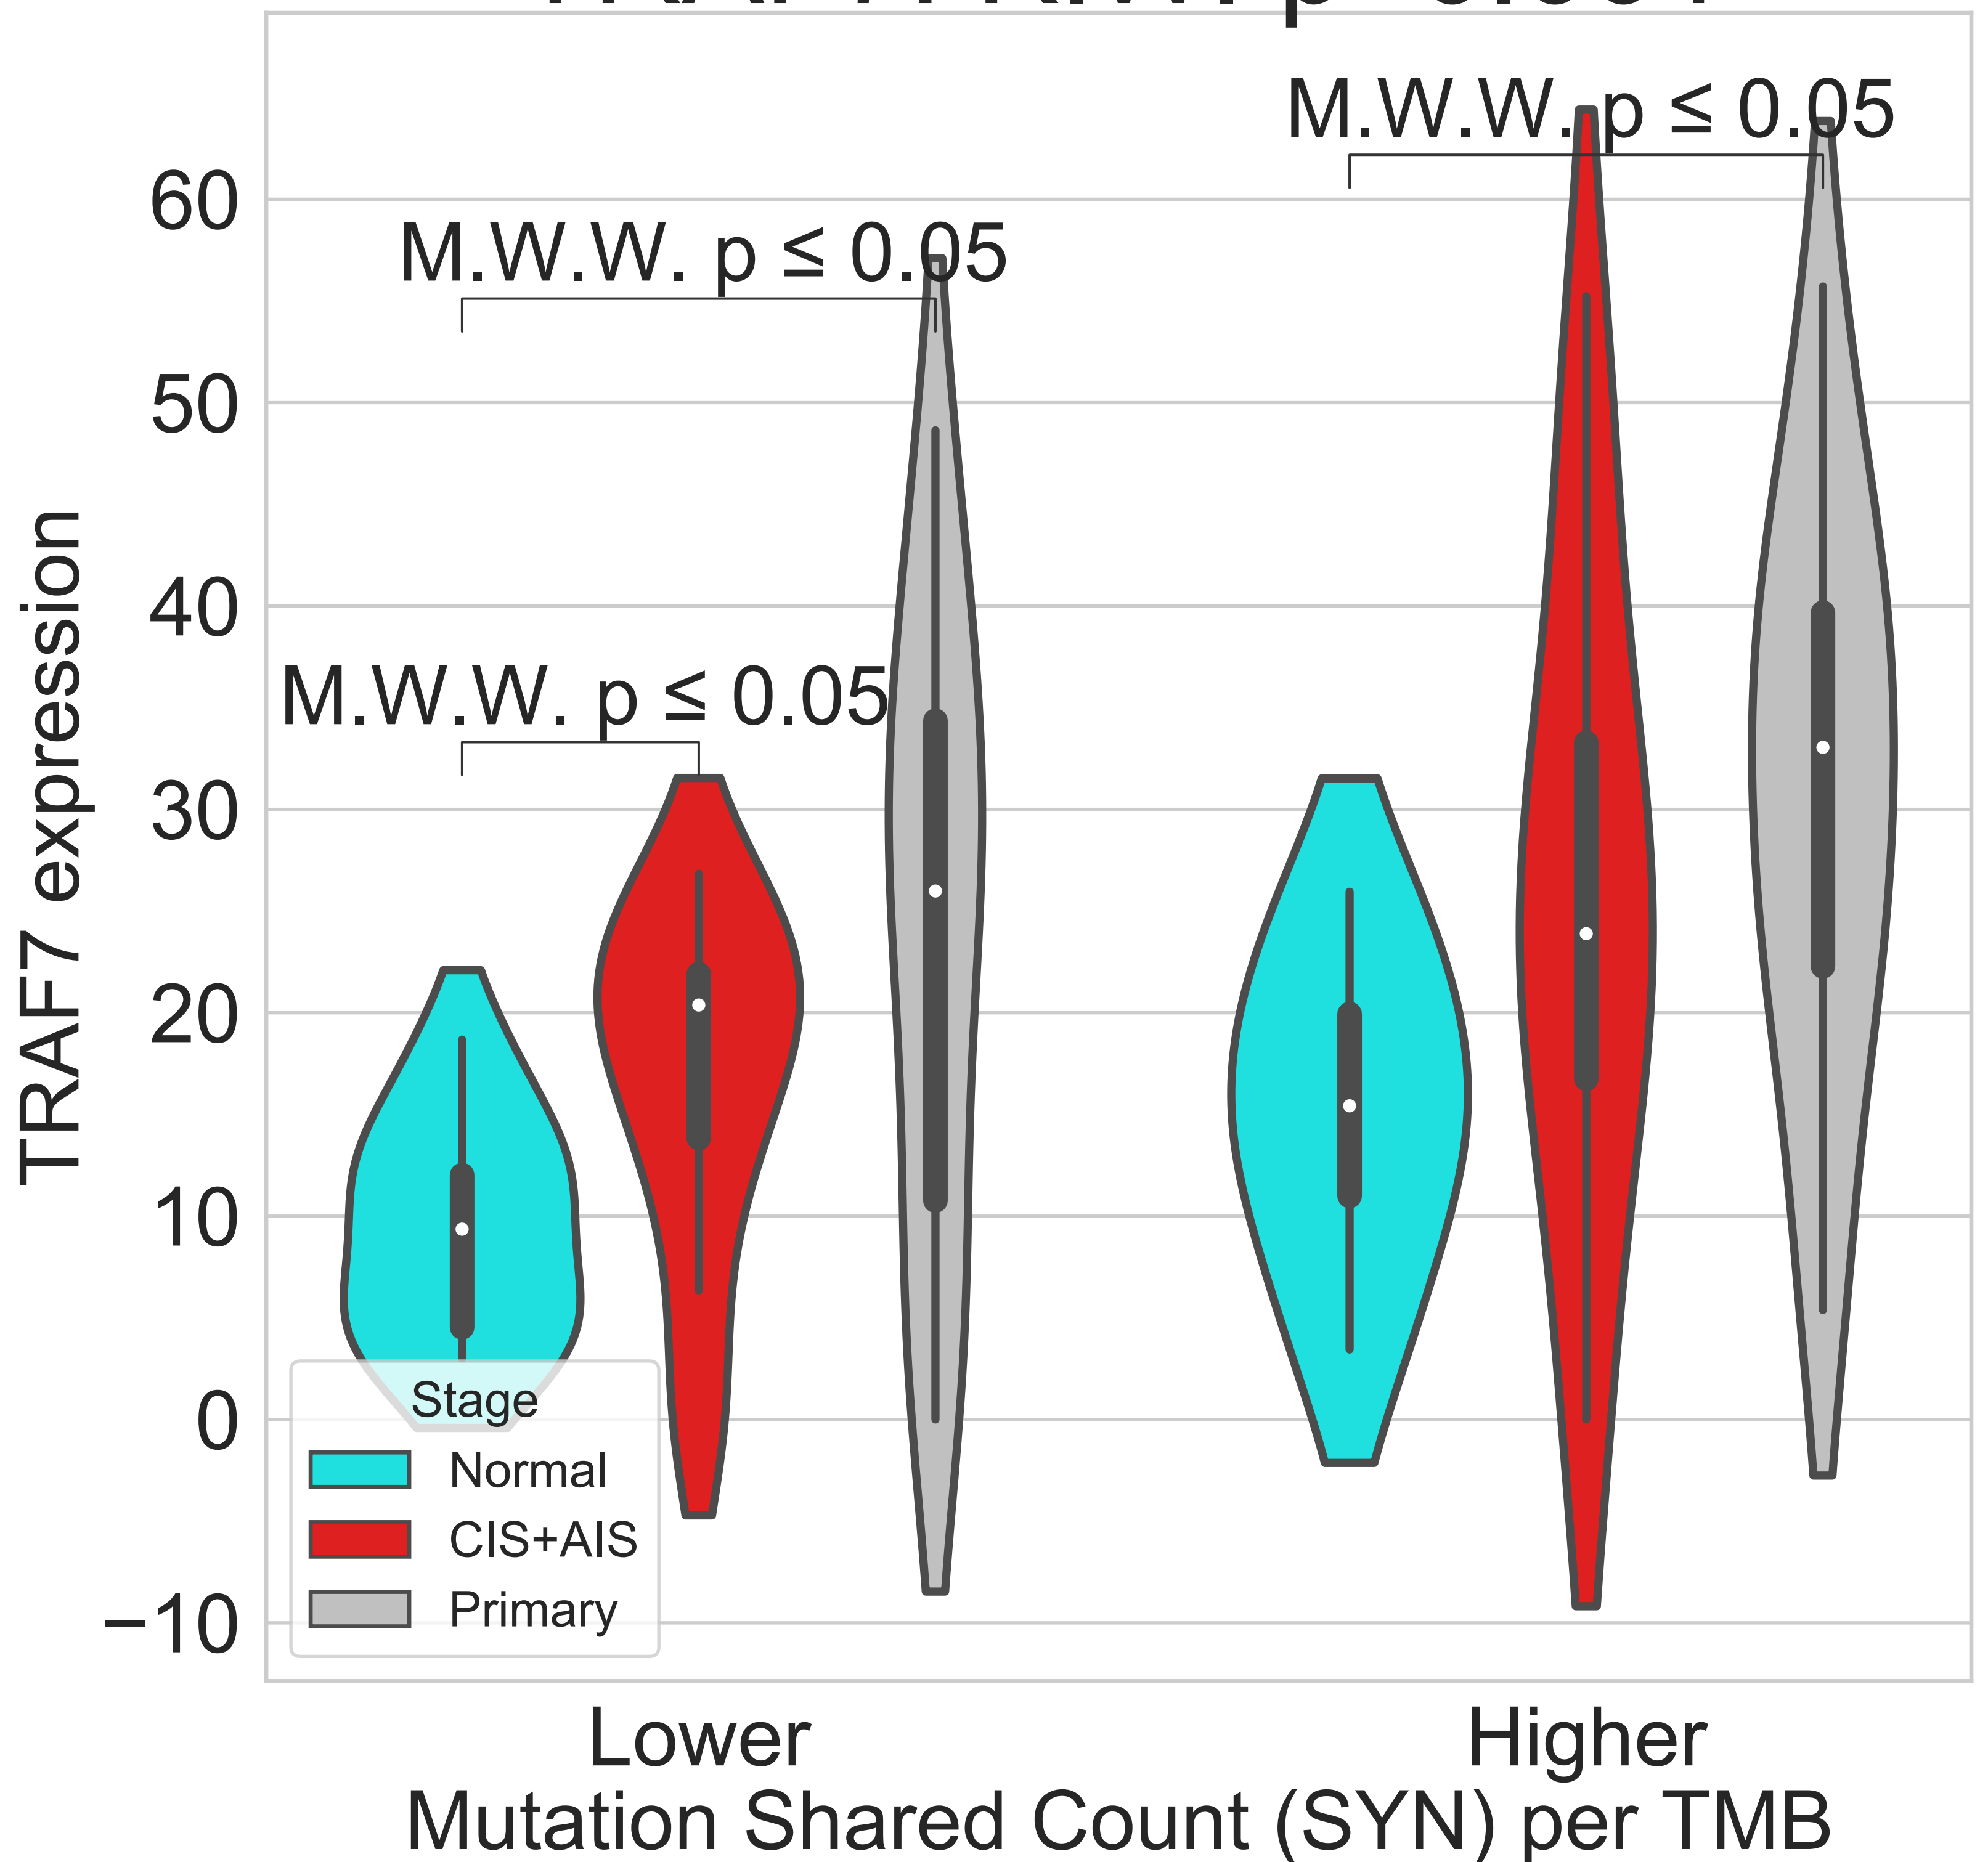 M.W.W. p ≤ 0.05
60
M.W.W. p ≤ 0.05
50
40
M.W.W. p ≤ 0.05
30
20
10
0
−10
TRAF7 expression
Stage
Normal
CIS+AIS
Primary
Lower
Higher
Mutation Shared Count (SYN) per TMB